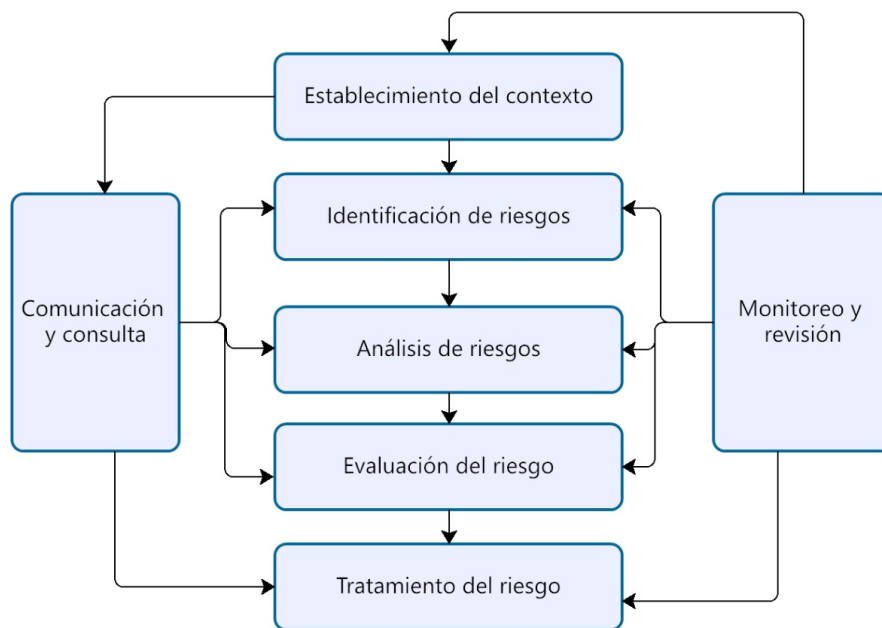 Establecimiento del contexto
Identificación de riesgos
Comunicación
y consulta
Monitoreo y
revisión
Análisis de riesgos
Evaluación del riesgo
Tratamiento del riesgo